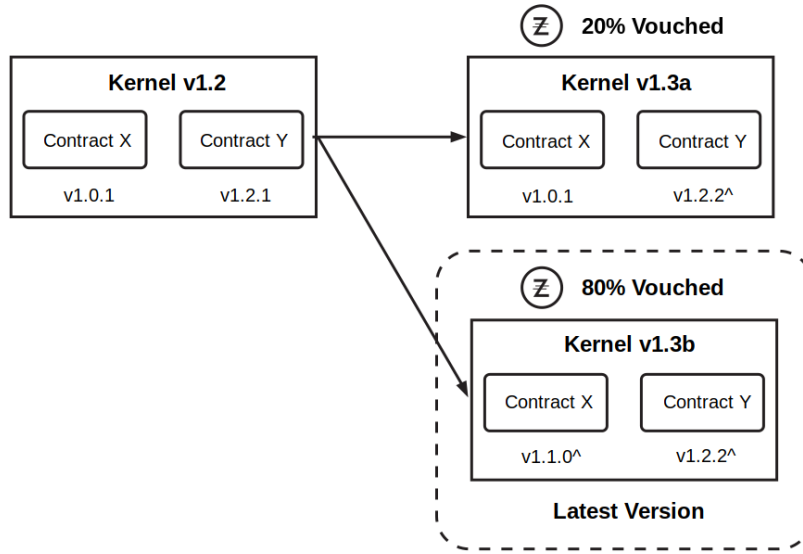 20% Vouched
Kernel v1.2
Kernel v1.3a
Contract X
Contract Y
Contract X
Contract Y
v1.0.1
v1.2.1
v1.0.1
v1.2.2^
80% Vouched
Kernel v1.3b
Contract X
Contract Y
v1.1.0^
v1.2.2^
Latest Version